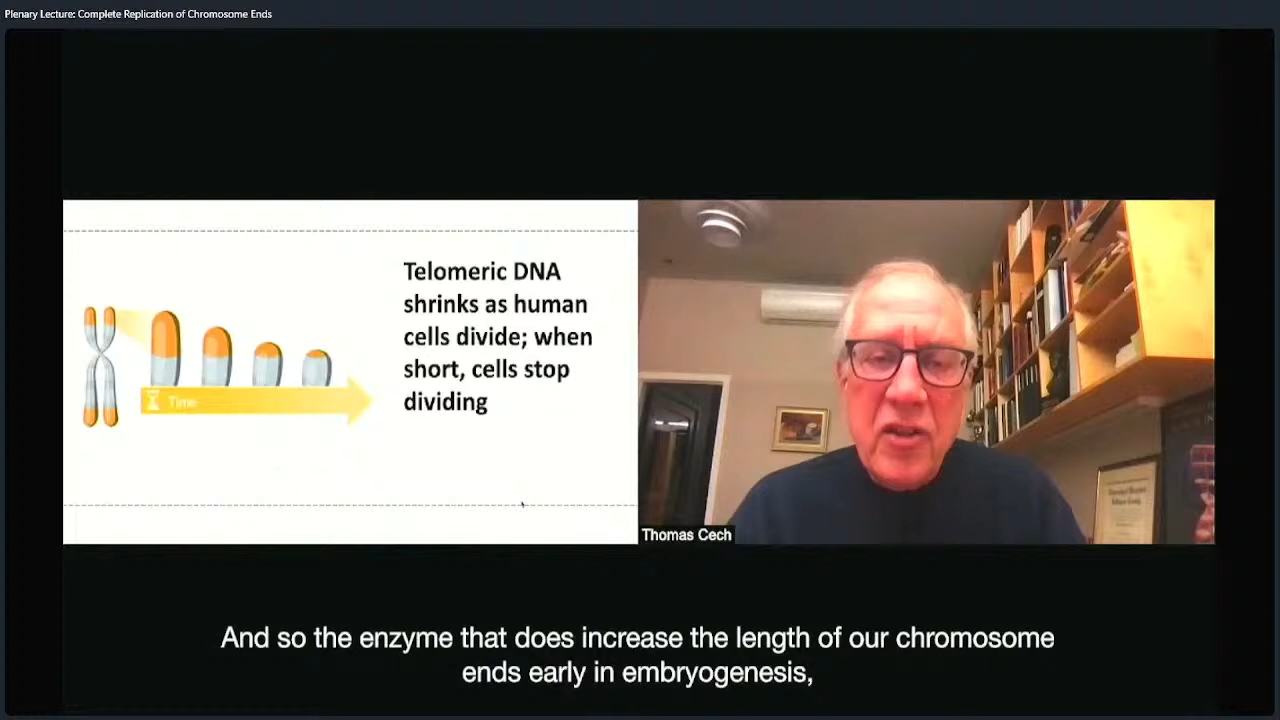 Plenary Lecture: Complete Replication of Chromosome Ends
Telomeric DNA
shrinks as human
cells divide; when
short, cells stop
dividing
Time
Thomas Cech
And so the enzyme that does increase the length of our chromosome
ends early in embryogenesis,